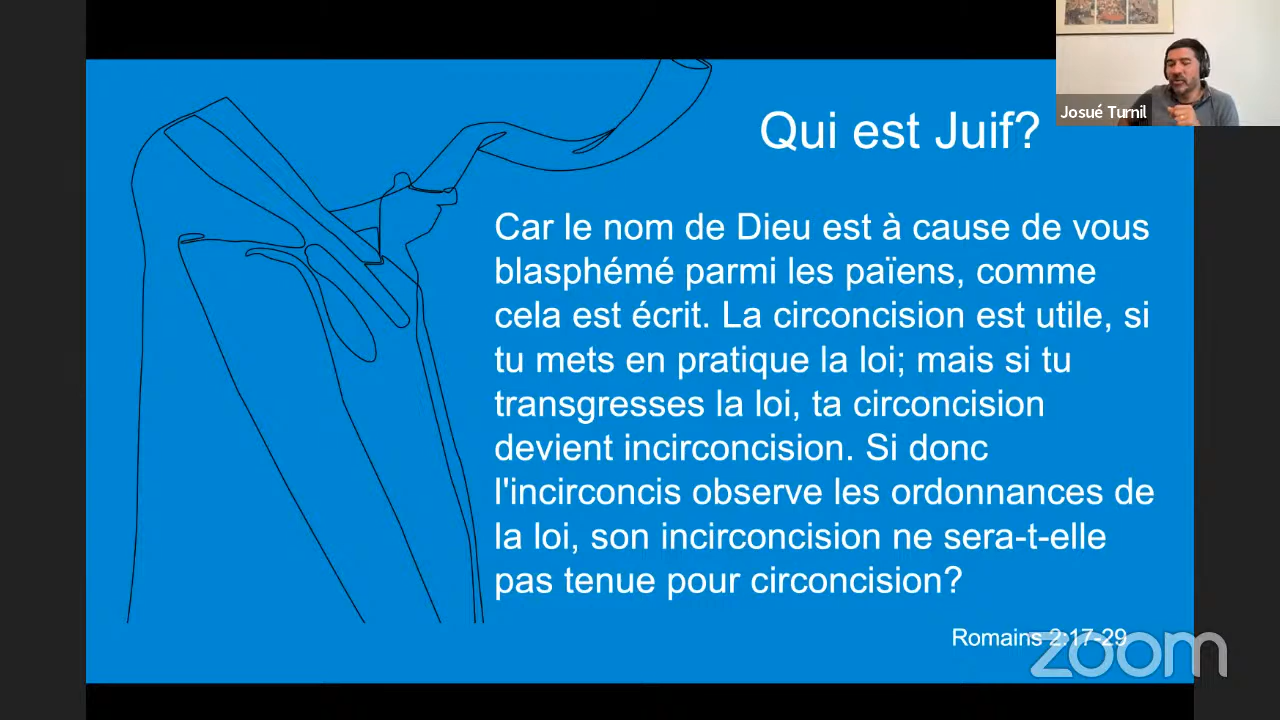 Josué Turnil
Qui est Juif?
Car le nom de Dieu est à cause de vous
blasphémé parmi les païens, comme
cela est écrit. La circoncision est utile, si
tu mets en pratique la loi; mais si tu
transgresses la loi, ta circoncision
devient incirconcision. Si donc
l'incirconcis observe les ordonnances de
la loi, son incirconcision ne sera-t-elle
pas tenue pour circoncision?
Romains 2:17-29
zoom